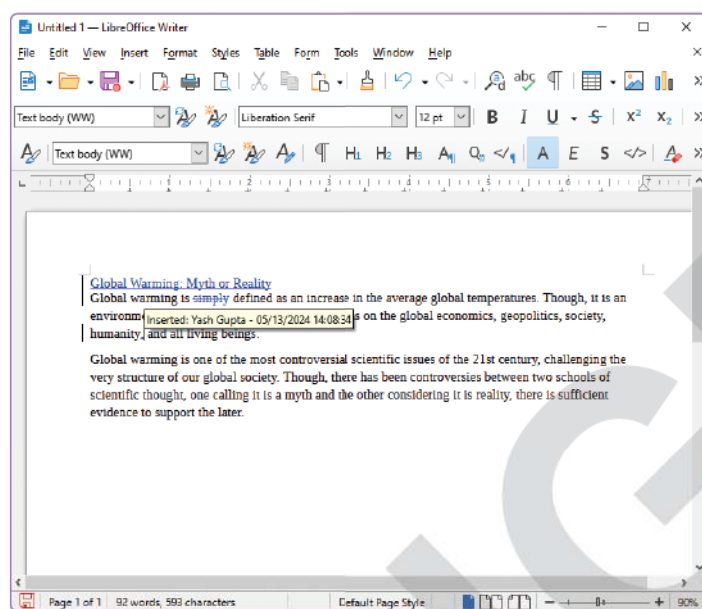 Untitled 1 — LibreOffice Writer
File Edit View Insert Format Styles Table Form Tools Window Help
Text body (WW) Liberation Serif 12 pt B I U S X² X₂ »
Text body (WW) ¶ H1 H2 H3 A E S </> »
1 2 3 4 5 6 7
Global Warming: Myth or Reality
Global warming is simply defined as an increase in the average global temperatures. Though, it is an
environm
Inserted: Yash Gupta - 05/13/2024 14:08:34
s on the global economics, geopolitics, society,
humanity, and all living beings.
Global warming is one of the most controversial scientific issues of the 21st century, challenging the
very structure of our global society. Though, there has been controversies between two schools of
scientific thought, one calling it is a myth and the other considering it is reality, there is sufficient
evidence to support the later.
Page 1 of 1 92 words, 593 characters Default Page Style 90%